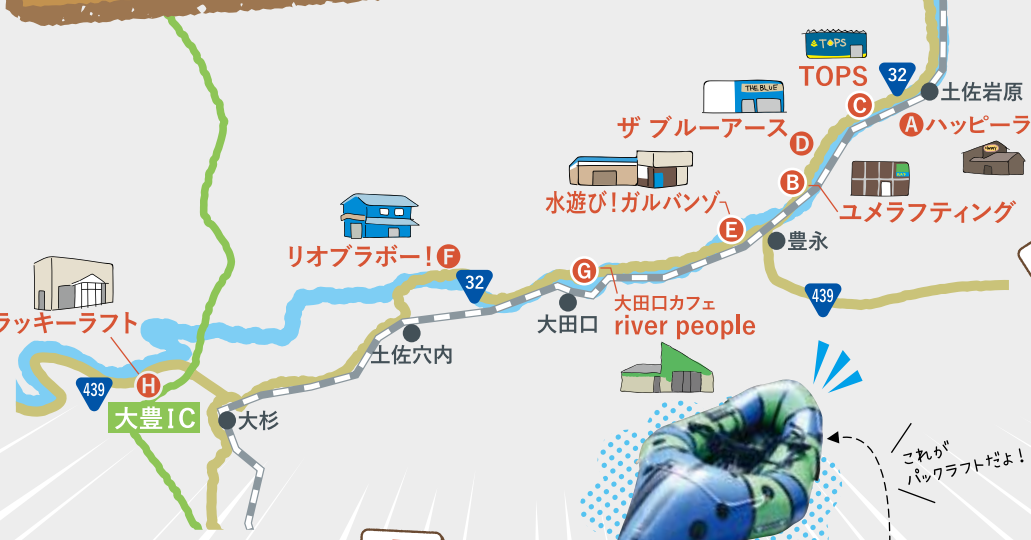 TOPS
TOPS
32
土佐岩原
C
A ハッピーラ
THE BLUE
ザ ブルーアース
D
B
水遊び!ガルバンゾ
ユメラフティング
E
豊永
リオブラボー! F
G
32
439
大田口カフェ
river people
大田口
ラッキーラフト
土佐穴内
439
H
大豊IC
大杉
これが
パックラフトだよ!